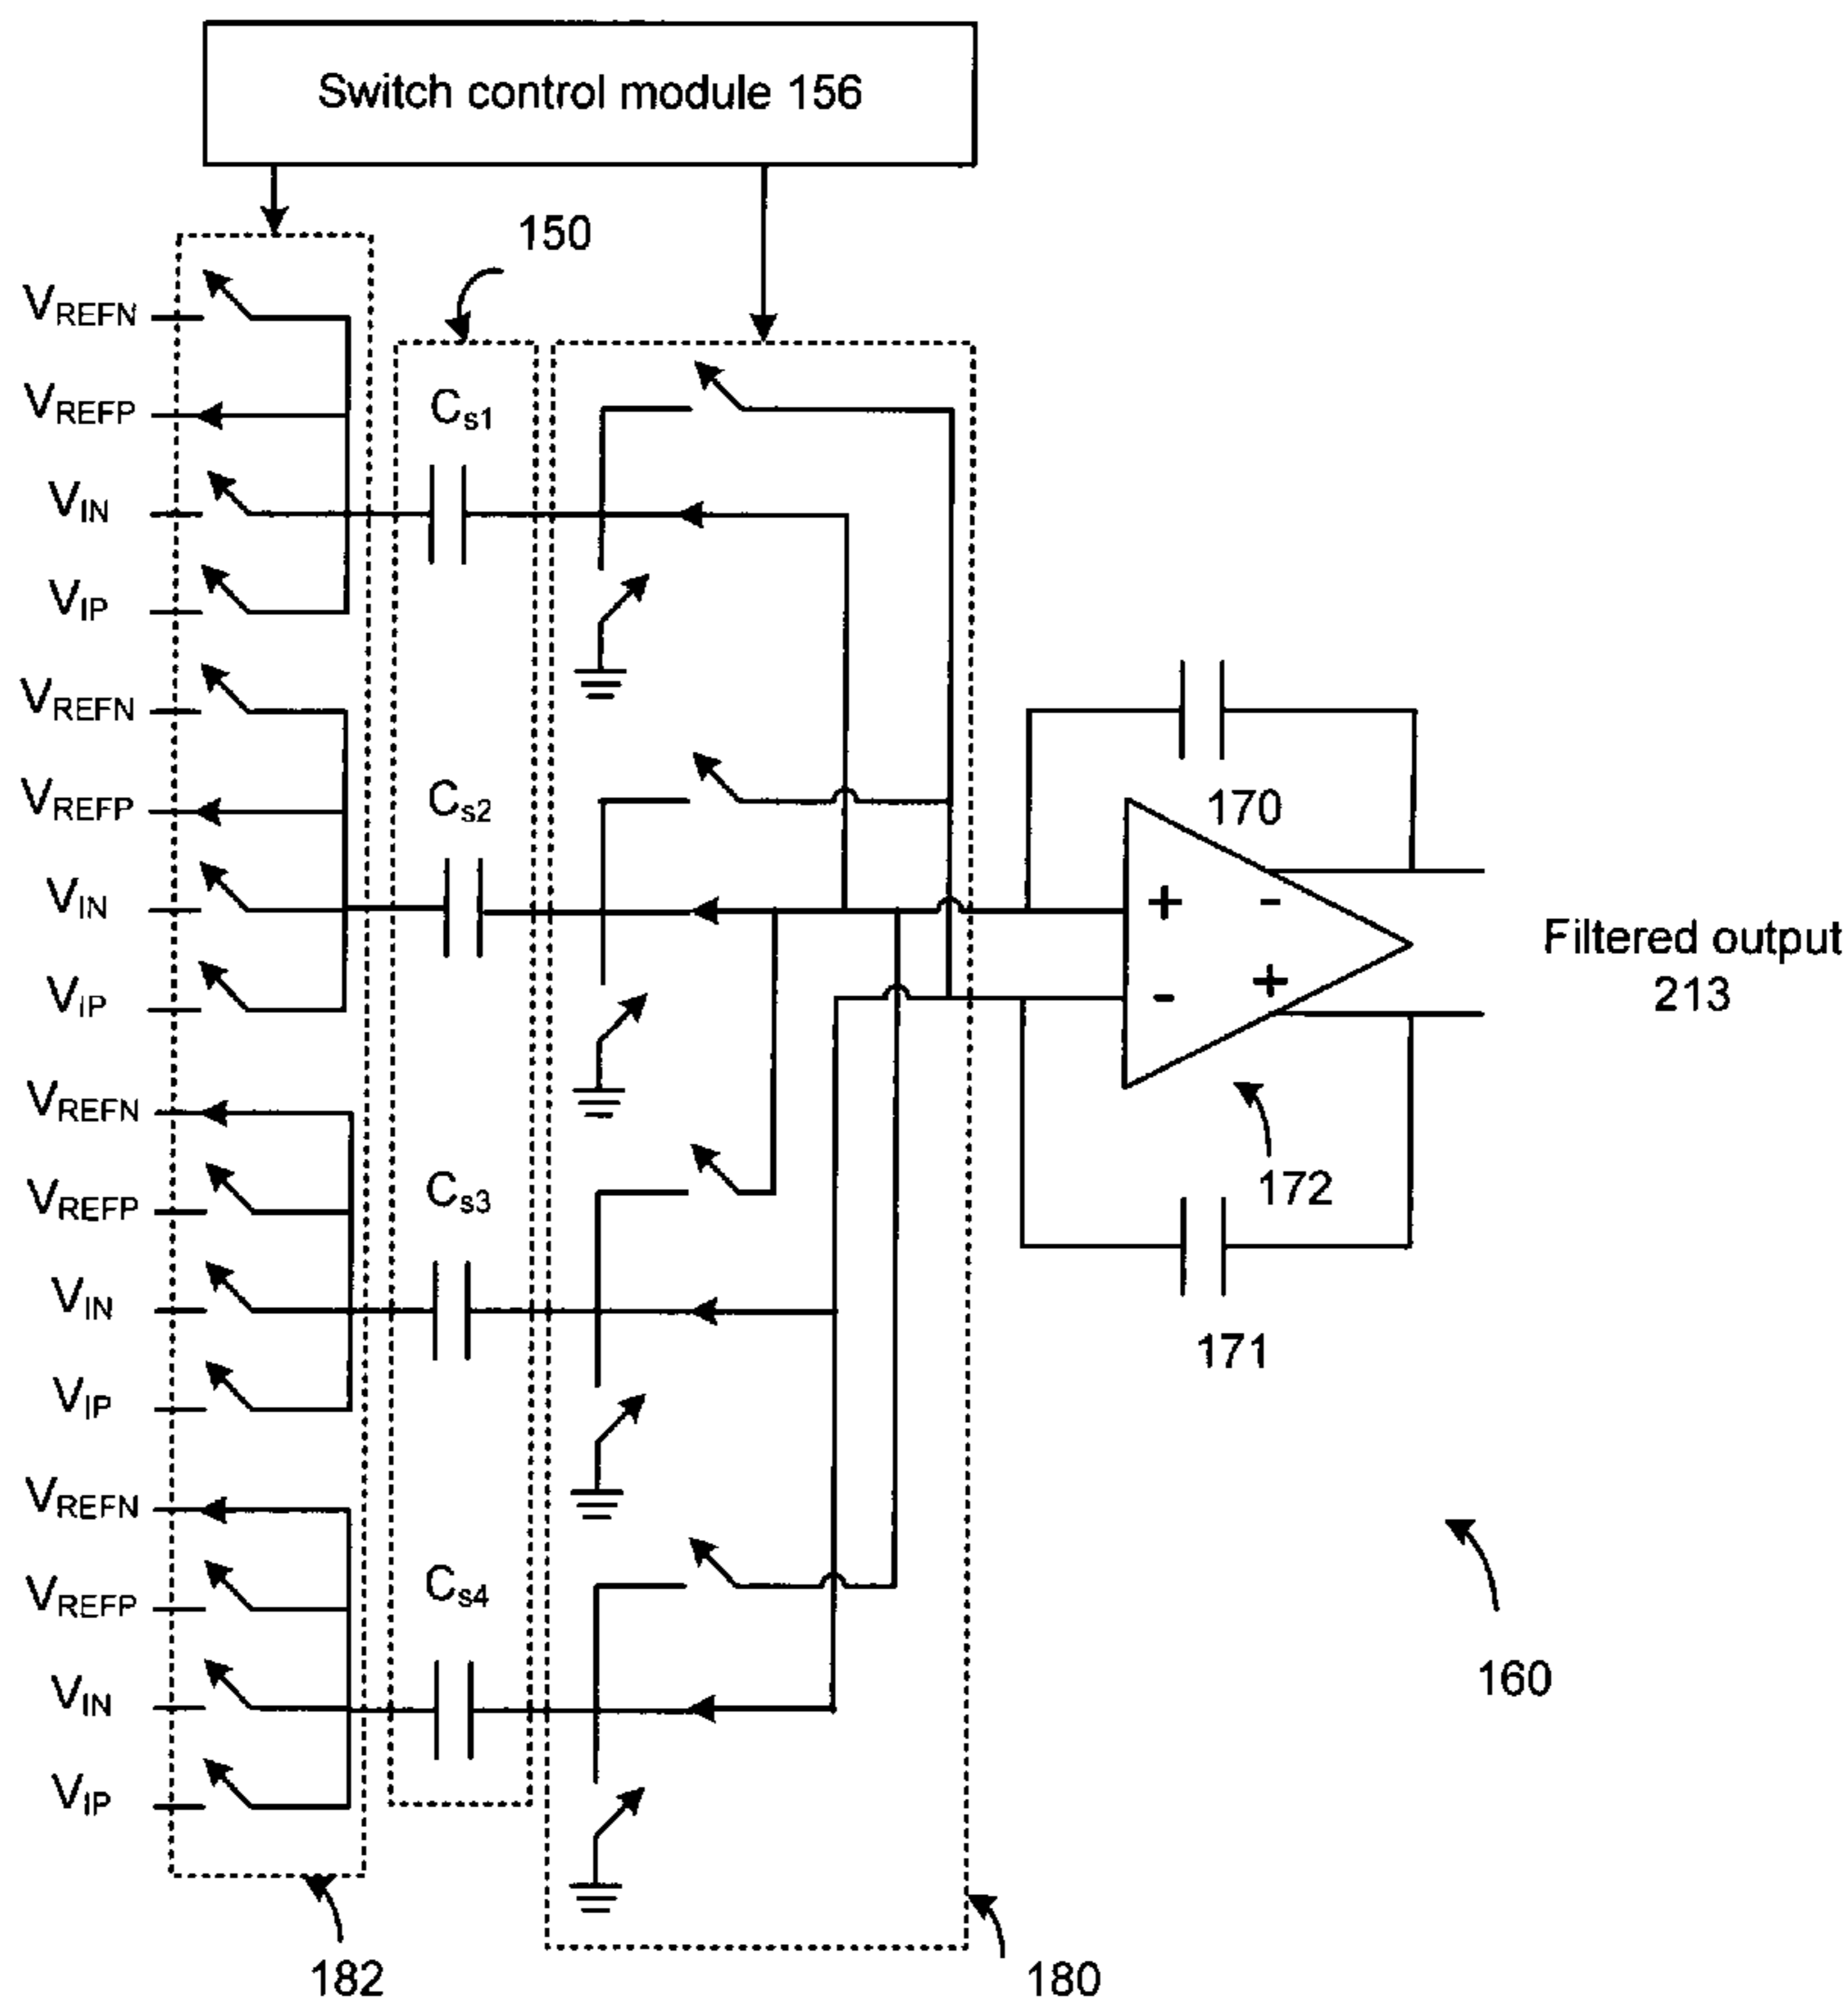 Switch control module 156
150
VREFN
VREFP
VIN
VIP
Cs1
VREFN
VREFP
VIN
VIP
Cs2
170
+ -
- +
Filtered output
213
172
VREFN
VREFP
VIN
VIP
Cs3
171
VREFN
VREFP
VIN
VIP
Cs4
160
182
180